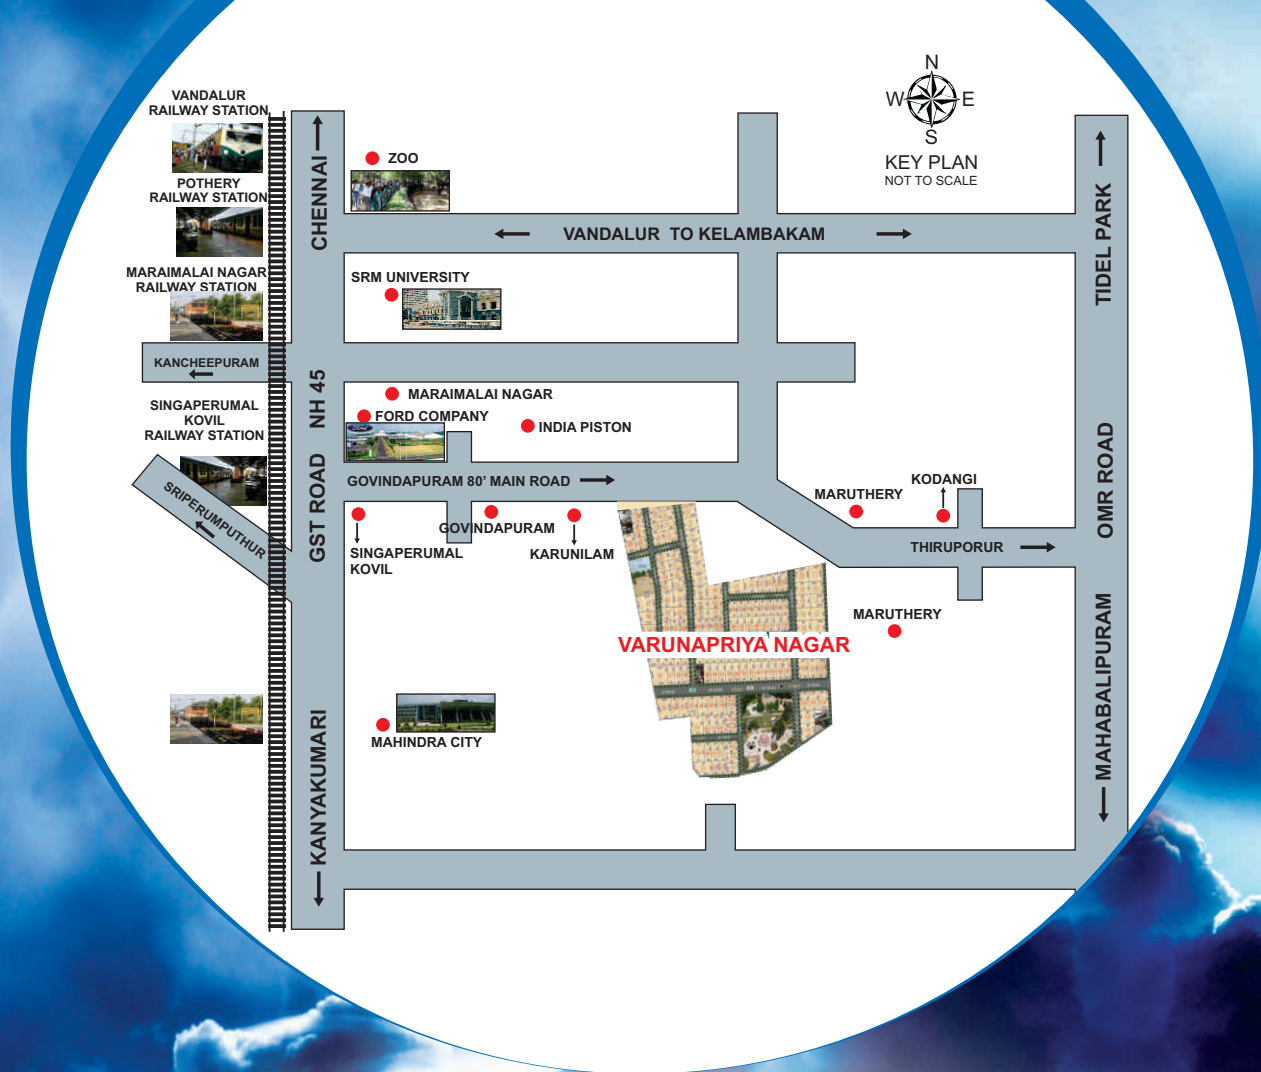 VANDALUR
RAILWAY STATION
POTHERY
RAILWAY STATION
MARAIMALAI NAGAR
RAILWAY STATION
KANCHEEPURAM
SINGAPERUMAL
KOVIL
RAILWAY STATION
SRIPERUMPUTHUR
CHENNAI
NH 45
GST ROAD
KANYAKUMARI
ZOO
VANDALUR TO KELAMBAKAM
SRM UNIVERSITY
MARAIMALAI NAGAR
FORD COMPANY
INDIA PISTON
GOVINDAPURAM 80' MAIN ROAD
GOVINDAPURAM
SINGAPERUMAL
KOVIL
KARUNILAM
VARUNAPRIYA NAGAR
MAHINDRA CITY
N
W
E
S
KEY PLAN
NOT TO SCALE
MARUTHERY
KODANGI
THIRUPORUR
MARUTHERY
TIDEL PARK
OMR ROAD
MAHABALIPURAM